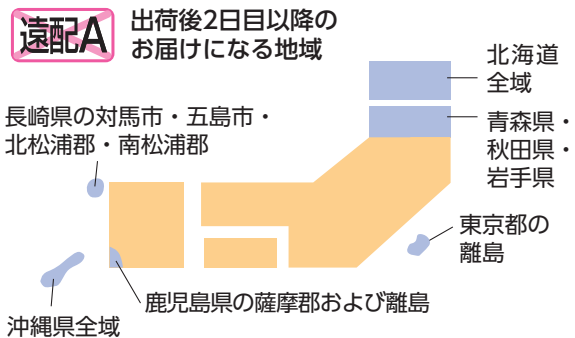 遠配A
出荷後2日目以降の
お届けになる地域
北海道
全域
長崎県の対馬市・五島市・
北松浦郡・南松浦郡
青森県・
秋田県・
岩手県
東京都の
離島
鹿児島県の薩摩郡および離島
沖縄県全域